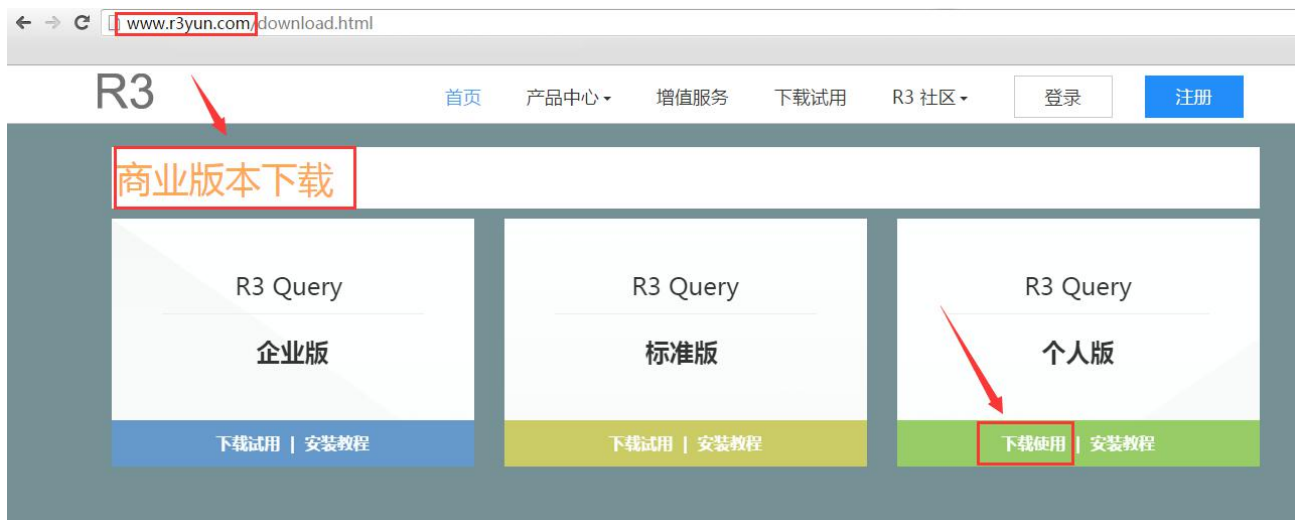 www.r3yun.com/download.html
R3 首页 产品中心 增值服务 下载试用 R3 社区 登录 注册
商业版本下载
R3 Query R3 Query R3 Query
企业版 标准版 个人版
下载试用 | 安装教程 下载试用 | 安装教程 下载使用 | 安装教程